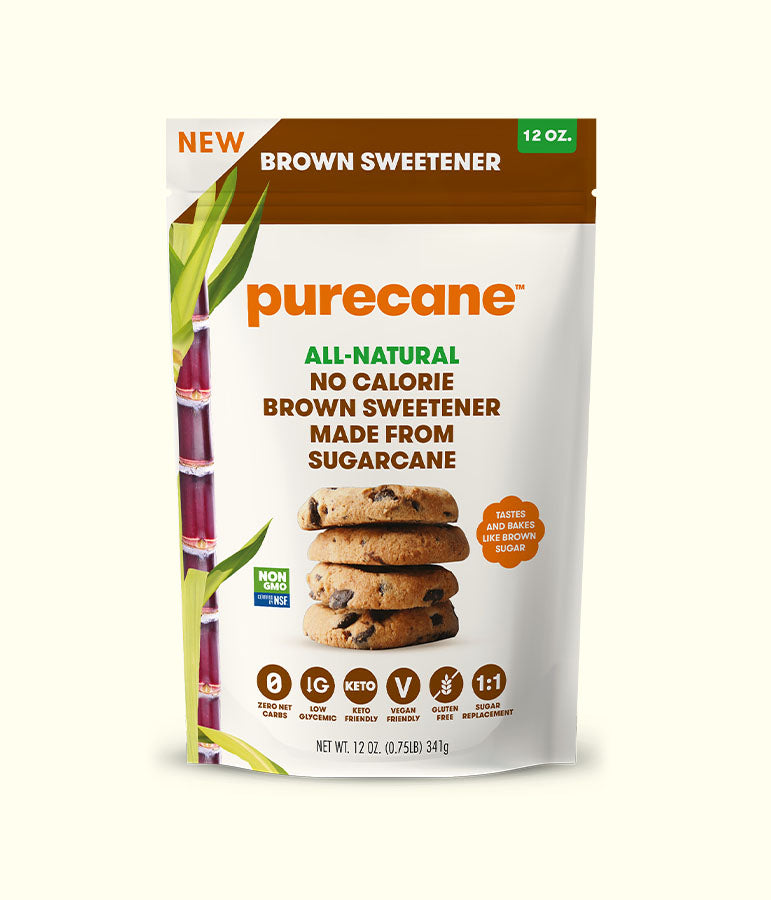 NEW
BROWN SWEETENER
12 OZ.
purecane™
ALL-NATURAL
NO CALORIE
BROWN SWEETENER
MADE FROM
SUGARCANE
TASTES
AND BAKES
LIKE BROWN
SUGAR
NON
GMO
CERTIFIED
BY NSF
0
ZERO NET
CARBS
↓G
LOW
GLYCEMIC
KETO
KETO
FRIENDLY
V
VEGAN
FRIENDLY
GLUTEN
FREE
1:1
SUGAR
REPLACEMENT
NET WT. 12 OZ. (0.75LB) 341g